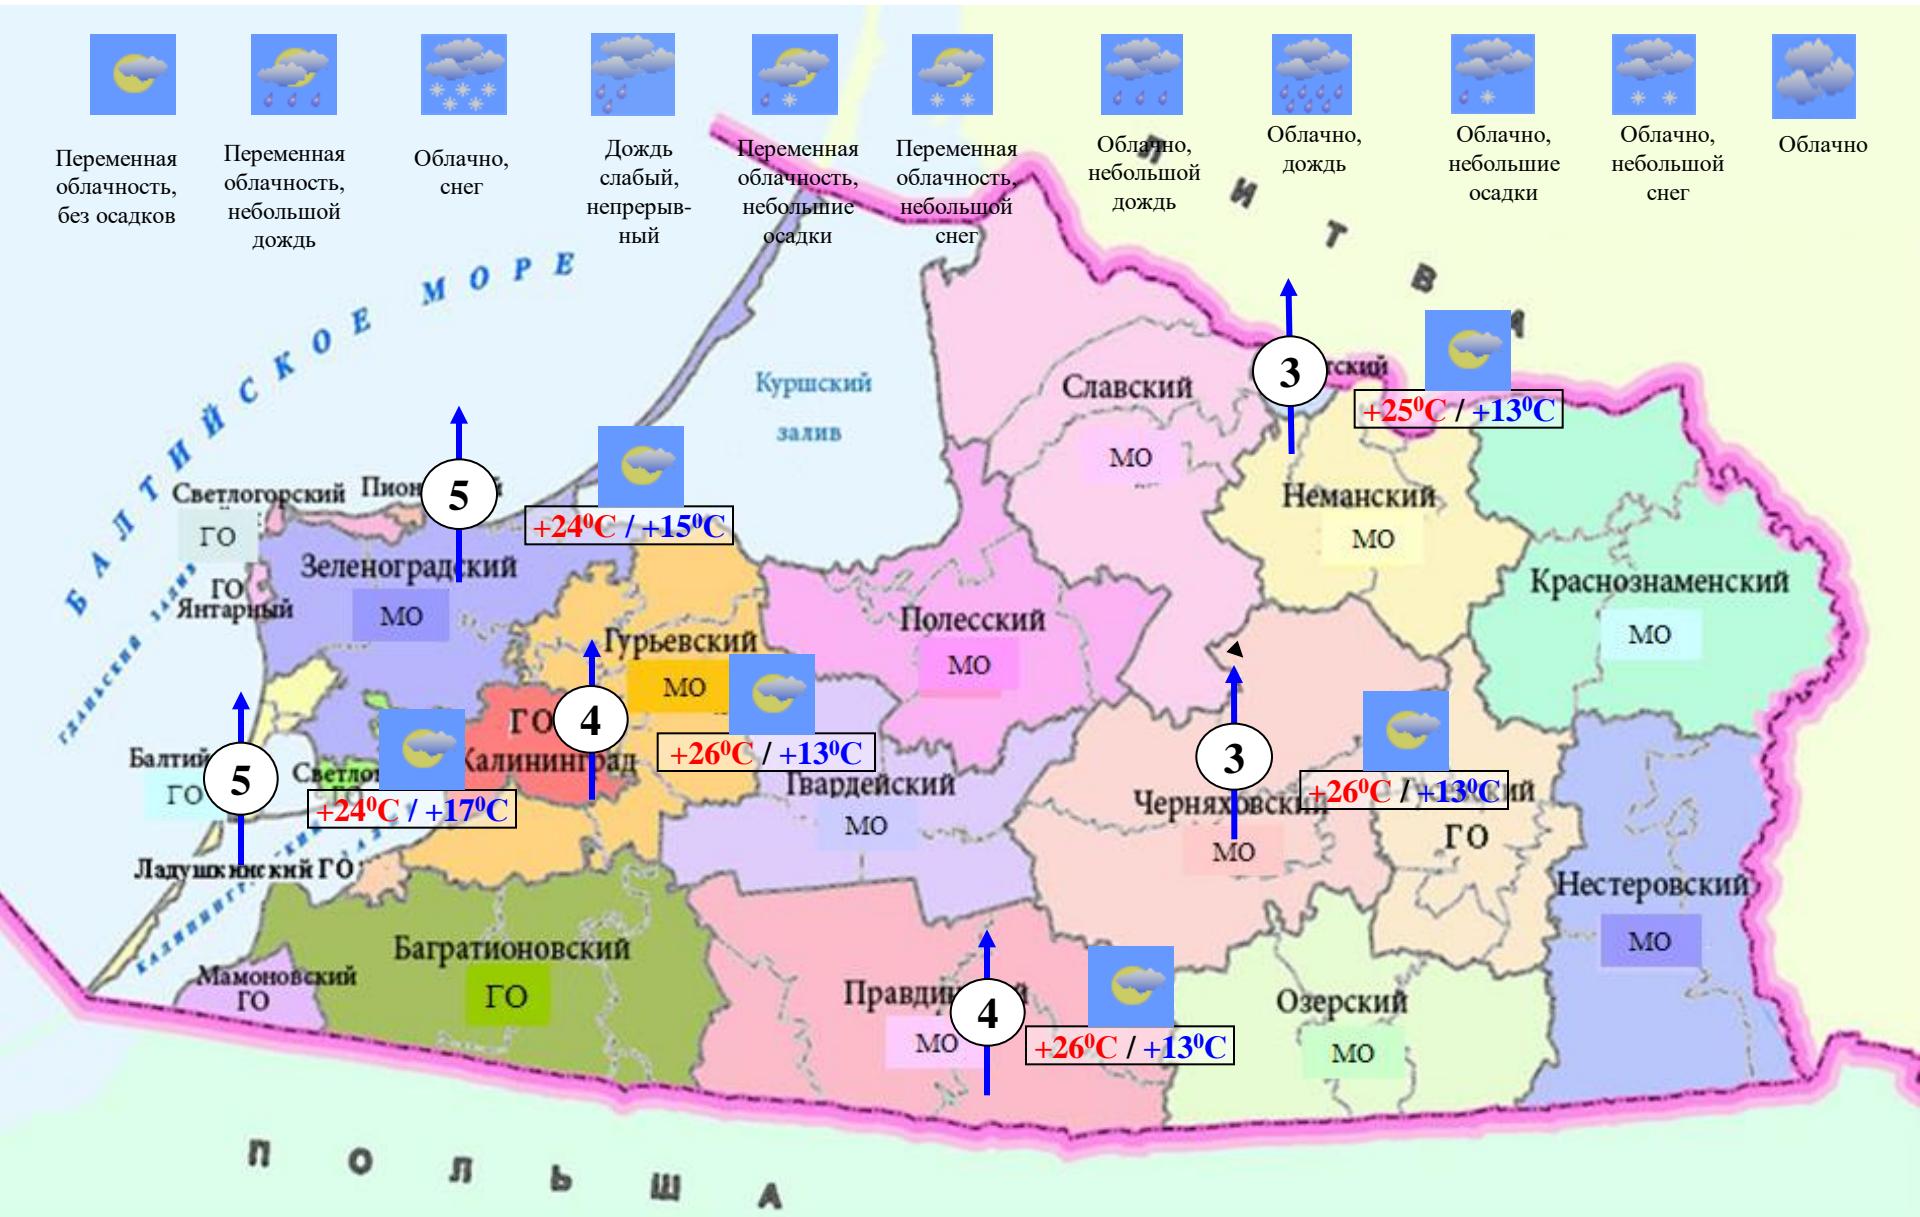 Переменная
облачность,
без осадков
Переменная
облачность,
небольшой
дождь
Облачно,
снег
Дождь
слабый,
непрерыв-
ный
Переменная
облачность,
небольшие
осадки
Переменная
облачность,
небольшой
снег
Облачно,
небольшой
дождь
Облачно,
дождь
Облачно,
небольшие
осадки
Облачно,
небольшой
снег
Облачно
ЛИТВА
БАЛТИЙСКОЕ МОРЕ
Куршский
залив
Славский
МО
3
+25⁰С / +13⁰С
Неманский
МО
Светлогорский
ГО
5
+24⁰С / +15⁰С
Зеленоградский
МО
ГО
Янтарный
Краснознаменский
МО
Полесский
МО
Гурьевский
МО
4
+26⁰С / +13⁰С
ГО
Калининград
5
ГО
+24⁰С / +17⁰С
Гвардейский
МО
3
Черняховский
МО
+26⁰С / +13⁰С
ГО
Ладушкинский ГО
Нестеровский
МО
Багратионовский
ГО
Мамоновский
ГО
МО
4
+26⁰С / +13⁰С
Озерский
МО
ПОЛЬША